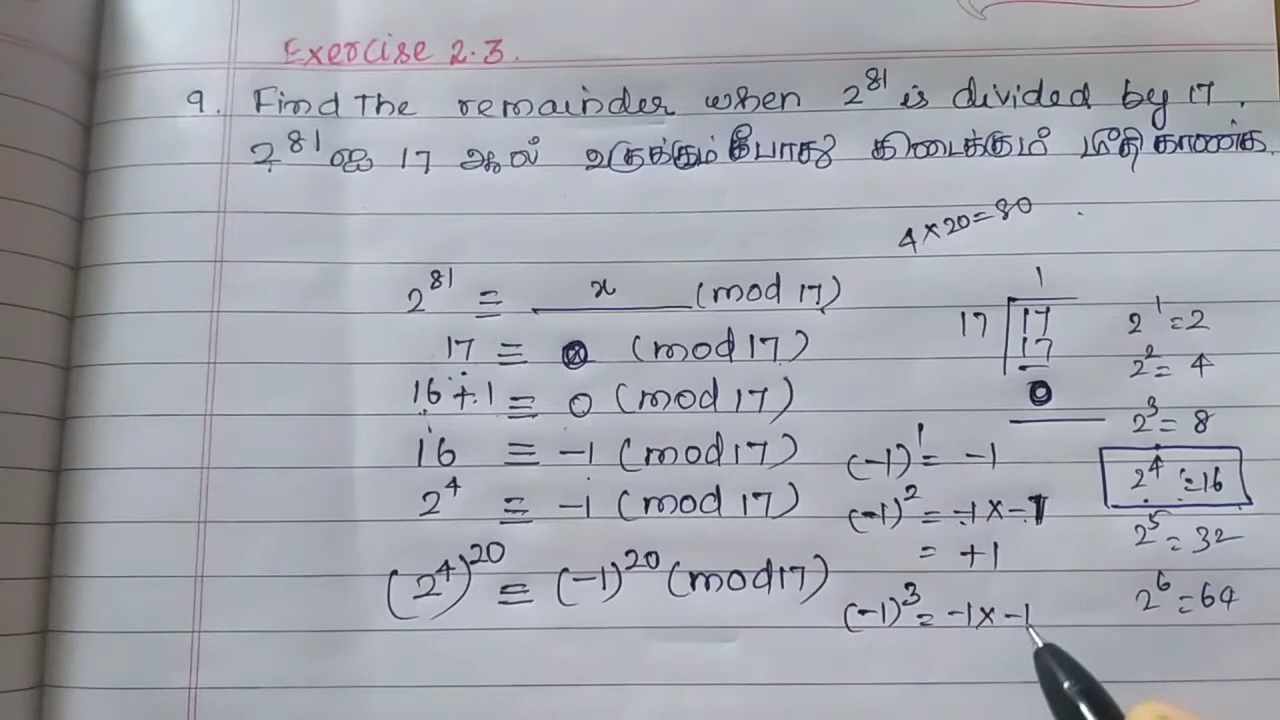 Exercise 2.3.
9. Find The remainder when 2^81 is divided by 17.
2^81 ஐ 17 ஆல் வகுக்கும் போது கிடைக்கும் மீதி காண்க.
4×20=80
2^81 ≡ x (mod 17)
17 ≡ 0 (mod 17)
16+1 ≡ 0 (mod 17)
16 ≡ -1 (mod 17)
2^4 ≡ -1 (mod 17)
(2^4)^20 ≡ (-1)^20 (mod 17)
1
17 17
17
0
(-1)^1 = -1
(-1)^2 = -1×-1
= +1
(-1)^3 = -1×-1
2^1=2
2^2=4
2^3=8
2^4=16
2^5=32
2^6=64